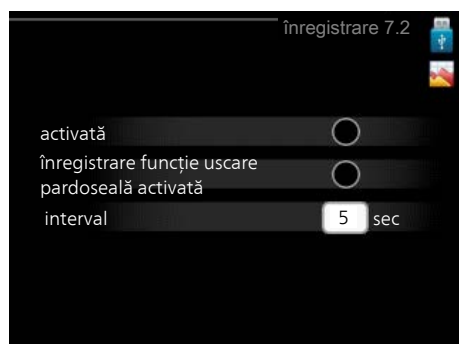 înregistrare 7.2
activată
înregistrare funcție uscare
pardoseală activată
interval 5 sec